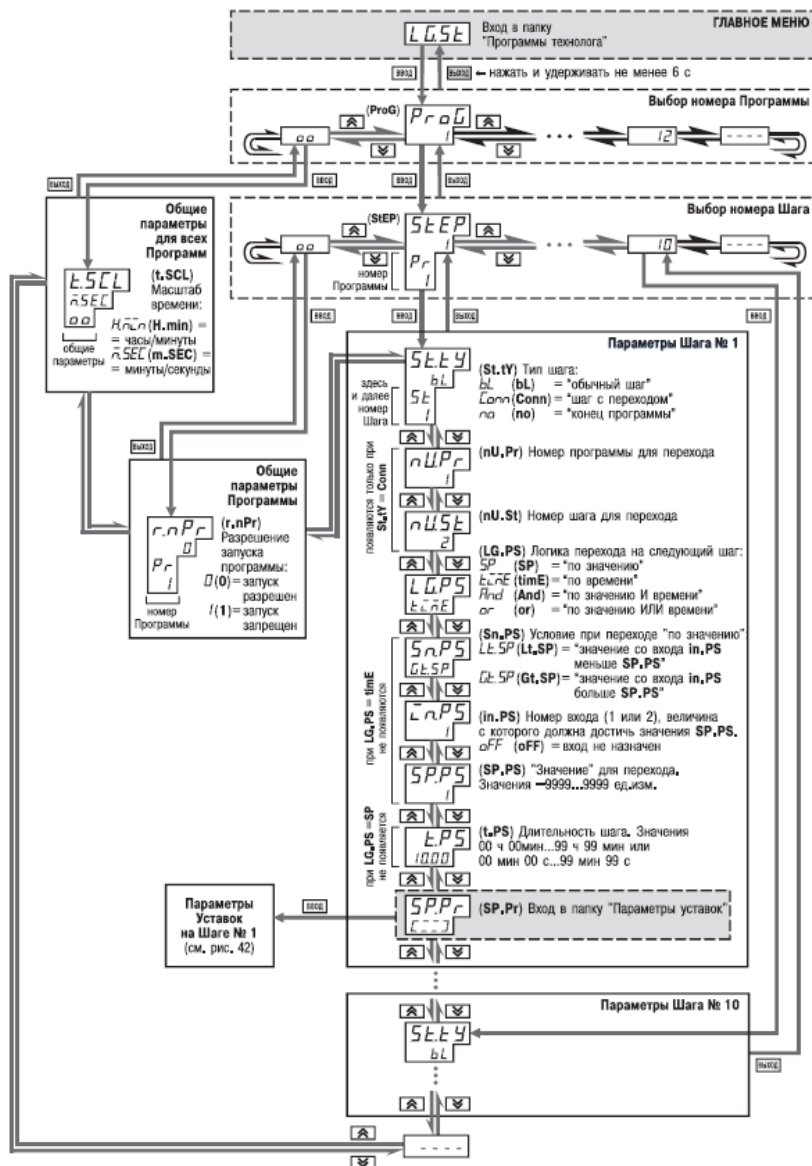 ГЛАВНОЕ МЕНЮ
LG.St
Вход в папку
"Программы технолога"
ввод
выход
← нажать и удерживать не менее 6 с
Выбор номера Программы
(ProG)
ProG
1
oo
. . .
12
- - - -
выход
ввод
ввод
выход
Выбор номера Шага
(StEP)
StEP
1
Pr
1
номер
Программы
oo
. . .
10
- - - -
Общие
параметры
для всех
Программ
t.SCL
m.SEC
oo
общие
параметры
(t.SCL)
Масштаб
времени:
H.min (H.min) =
= часы/минуты
m.SEC (m.SEC) =
= минуты/секунды
выход
ввод
ввод
выход
ввод
Общие
параметры
Программы
r.nPr
0
Pr
1
номер
Программы
(r.nPr)
Разрешение
запуска
программы:
0 (0) = запуск
разрешен
1 (1) = запуск
запрещен
Параметры Шага № 1
St.tY
bL
St
1
здесь
и далее
номер
Шага
(St.tY) Тип шага:
bL (bL) = "обычный шаг"
Conn (Conn) = "шаг с переходом"
no (no) = "конец программы"
появляются только при
St.tY = Conn
nU.Pr
1
(nU.Pr) Номер программы для перехода
nU.St
2
(nU.St) Номер шага для перехода
LG.PS
timE
(LG.PS) Логика перехода на следующий шаг:
SP (SP) = "по значению"
timE (timE) = "по времени"
And (And) = "по значению И времени"
or (or) = "по значению ИЛИ времени"
при LG.PS = timE
не появляются
Sn.PS
Gt.SP
(Sn.PS) Условие при переходе "по значению":
Lt.SP (Lt.SP) = "значение со входа in.PS
меньше SP.PS"
Gt.SP (Gt.SP) = "значение со входа in.PS
больше SP.PS"
in.PS
1
(in.PS) Номер входа (1 или 2), величина
с которого должна достичь значения SP.PS.
oFF (oFF) = вход не назначен
SP.PS
1
(SP.PS) "Значение" для перехода.
Значения –9999...9999 ед.изм.
при LG.PS =SP
не появляется
t.PS
10.00
(t.PS) Длительность шага. Значения
00 ч 00мин...99 ч 99 мин или
00 мин 00 с...99 мин 99 с
SP.Pr
[---]
(SP.Pr) Вход в папку "Параметры уставок"
ввод
Параметры
Уставок
на Шаге № 1
(см. рис. 42)
Параметры Шага № 10
St.tY
bL
выход
- - - -